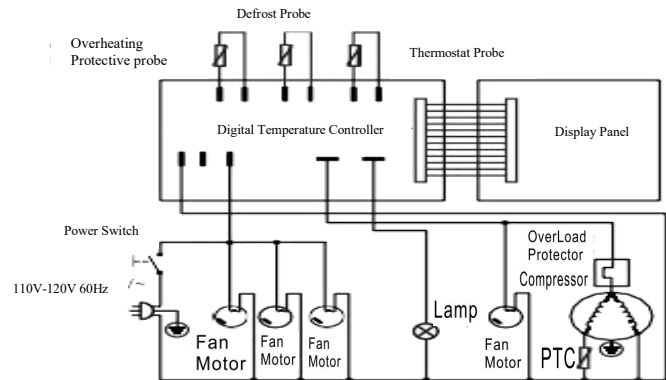 Defrost Probe
Overheating
Protective probe
Thermostat Probe
Digital Temperature Controller
Display Panel
Power Switch
OverLoad
Protector
Compressor
110V-120V 60Hz
Lamp
Fan
Motor
Fan
Motor
Fan
Motor
Fan
Motor
PTC